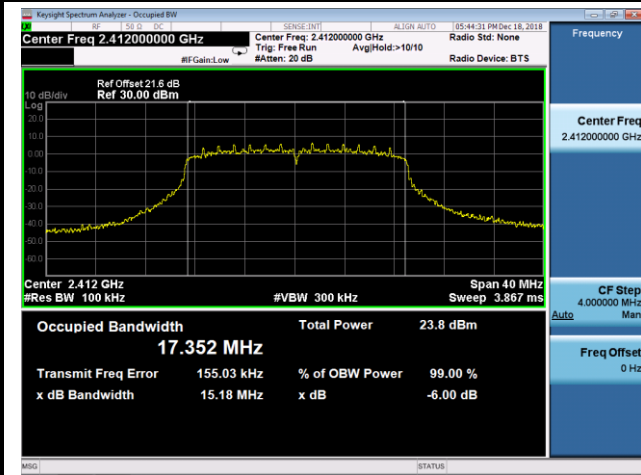 Keysight Spectrum Analyzer - Occupied BW
RF 50 Ω DC SENSE:INT ALIGN AUTO 05:44:31 PM Dec 18, 2018
Center Freq 2.412000000 GHz
Center Freq: 2.412000000 GHz
Radio Std: None
Trig: Free Run Avg|Hold:>10/10
#IFGain:Low #Atten: 20 dB Radio Device: BTS
Ref Offset 21.6 dB
10 dB/div Ref 30.00 dBm
Log
20.0
10.0
0.00
-10.0
-20.0
-30.0
-40.0
-50.0
-60.0
Center 2.412 GHz Span 40 MHz
#Res BW 100 kHz #VBW 300 kHz Sweep 3.867 ms
Occupied Bandwidth Total Power 23.8 dBm
17.352 MHz
Transmit Freq Error 155.03 kHz % of OBW Power 99.00 %
x dB Bandwidth 15.18 MHz x dB -6.00 dB
MSG STATUS
Frequency
Center Freq
2.412000000 GHz
CF Step
4.000000 MHz
Auto Man
Freq Offset
0 Hz